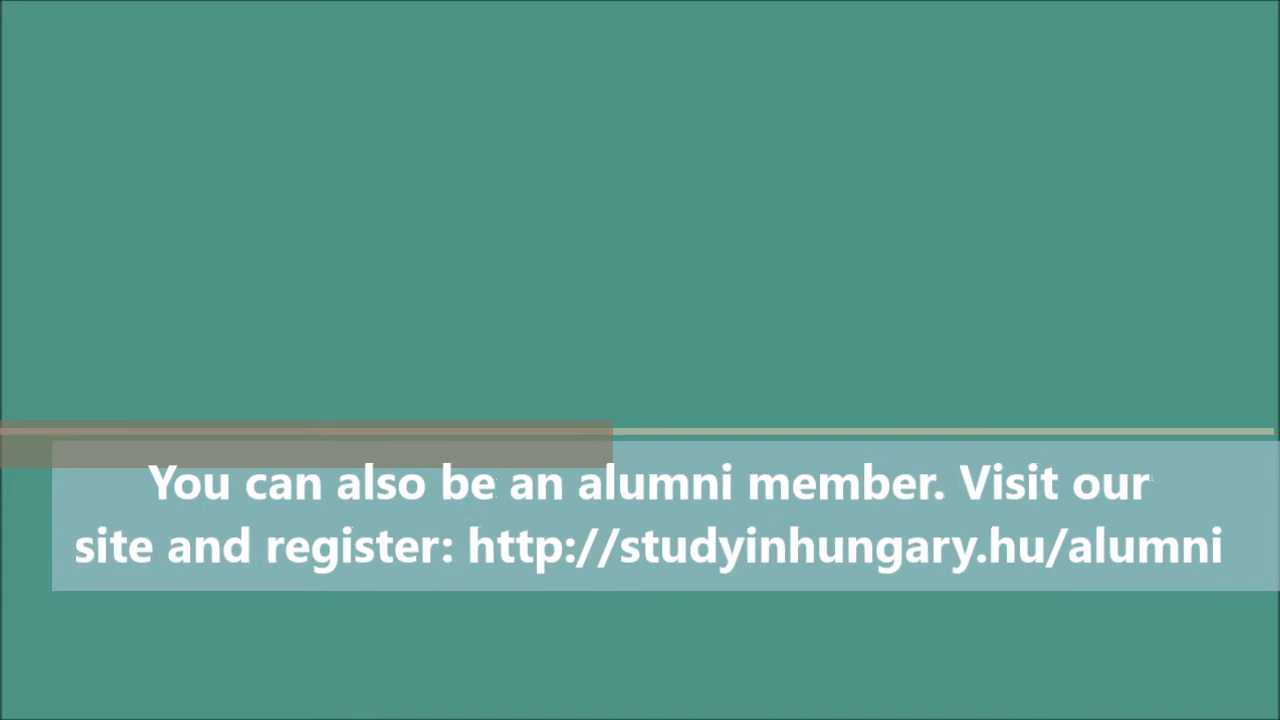 You can also be an alumni member. Visit our
site and register: http://studyinhungary.hu/alumni